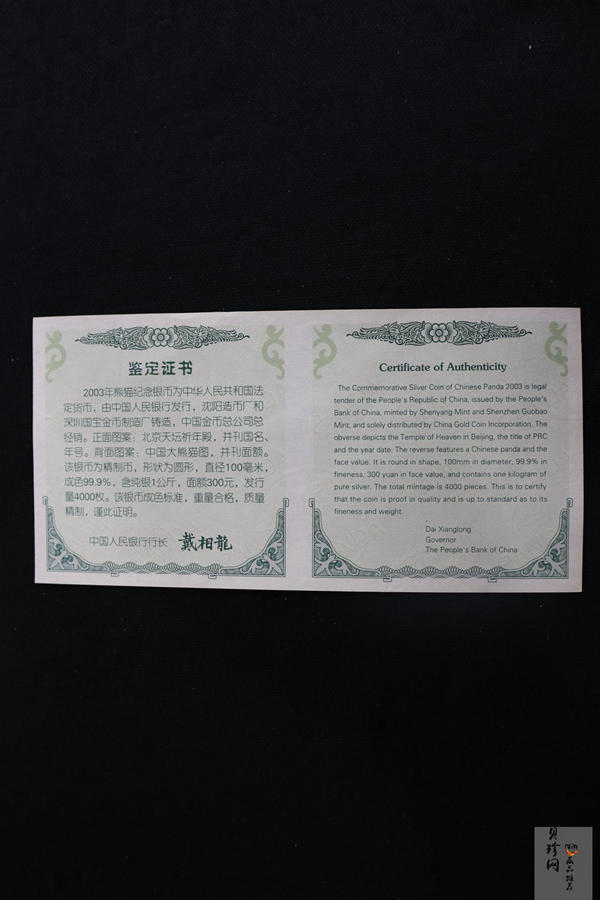 鉴定证书
2003年熊猫纪念银币为中华人民共和国法
定货币，由中国人民银行发行，沈阳造币厂和
深圳国宝金币制造厂铸造，中国金币总公司总
经销。正面图案：北京天坛祈年殿，并刊国名、
年号。背面图案：中国大熊猫图，并刊面额。
该银币为精制币，形状为圆形，直径100毫米，
成色99.9%，含纯银1公斤，面额300元，发行
量4000枚。该银币成色标准，重量合格，质量
精制，谨此证明。
中国人民银行行长 戴相龍
Certificate of Authenticity
The Commemorative Silver Coin of Chinese Panda 2003 is legal
tender of the People's Republic of China, issued by the People's
Bank of China, minted by Shenyang Mint and Shenzhen Guobao
Mint, and solely distributed by China Gold Coin Incorporation. The
obverse depicts the Temple of Heaven in Beijing, the title of PRC
and the year date. The reverse features a Chinese panda and the
face value. It is round in shape, 100mm in diameter, 99.9% in
fineness, 300 yuan in face value, and contains one kilogram of
pure silver. The total mintage is 4000 pieces. This is to certify
that the coin is proof in quality and is up to standard as to its
fineness and weight.
Dai Xianglong
Governor
The People's Bank of China
贝珍网
藏品推荐